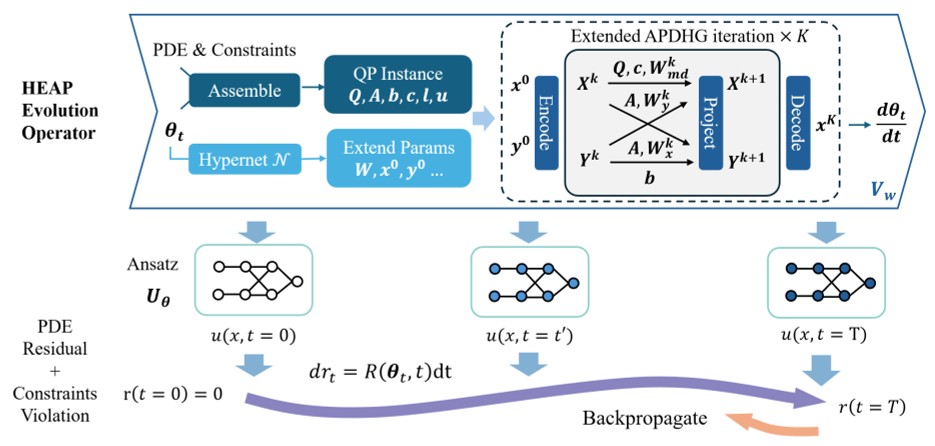 HEAP
Evolution
Operator
PDE & Constraints
Assemble
θ_t
Hypernet 𝒩
QP Instance
Q, A, b, c, l, u
Extend Params
W, x^0, y^0 ...
Extended APDHG iteration × K
x^0
y^0
Encode
X^k
Q, c, W_{md}^k
X^{k+1}
A, W_y^k
A, W_x^k
Y^k
b
Y^{k+1}
Project
Decode
x^K
dθ_t
dt
V_w
Ansatz
U_θ
u(x, t = 0)
u(x, t = t′)
u(x, t = T)
PDE
Residual
+
Constraints
Violation
r(t = 0) = 0
dr_t = R(θ_t, t)dt
r(t = T)
Backpropagate